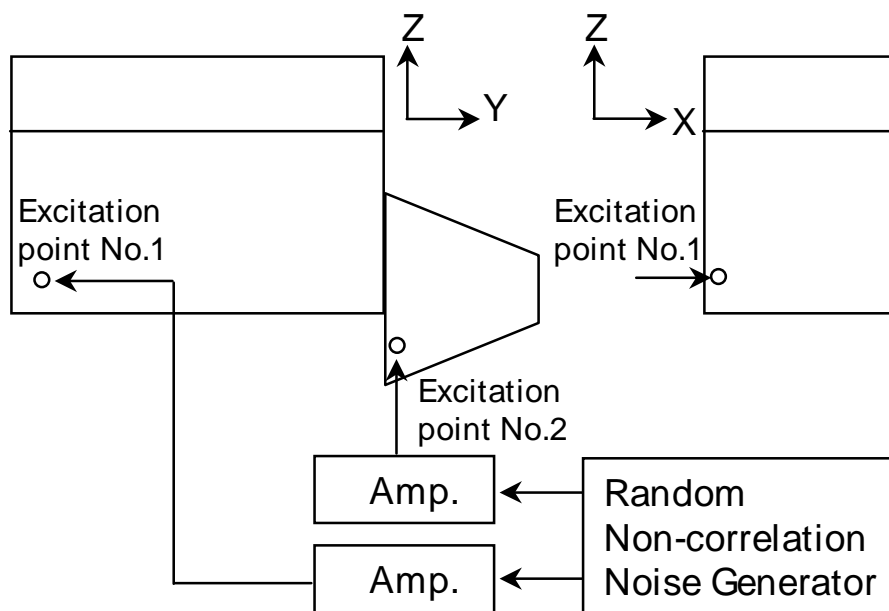 Z
Y
Z
X
Excitation
point No.1
Excitation
point No.1
Excitation
point No.2
Amp.
Amp.
Random
Non-correlation
Noise Generator